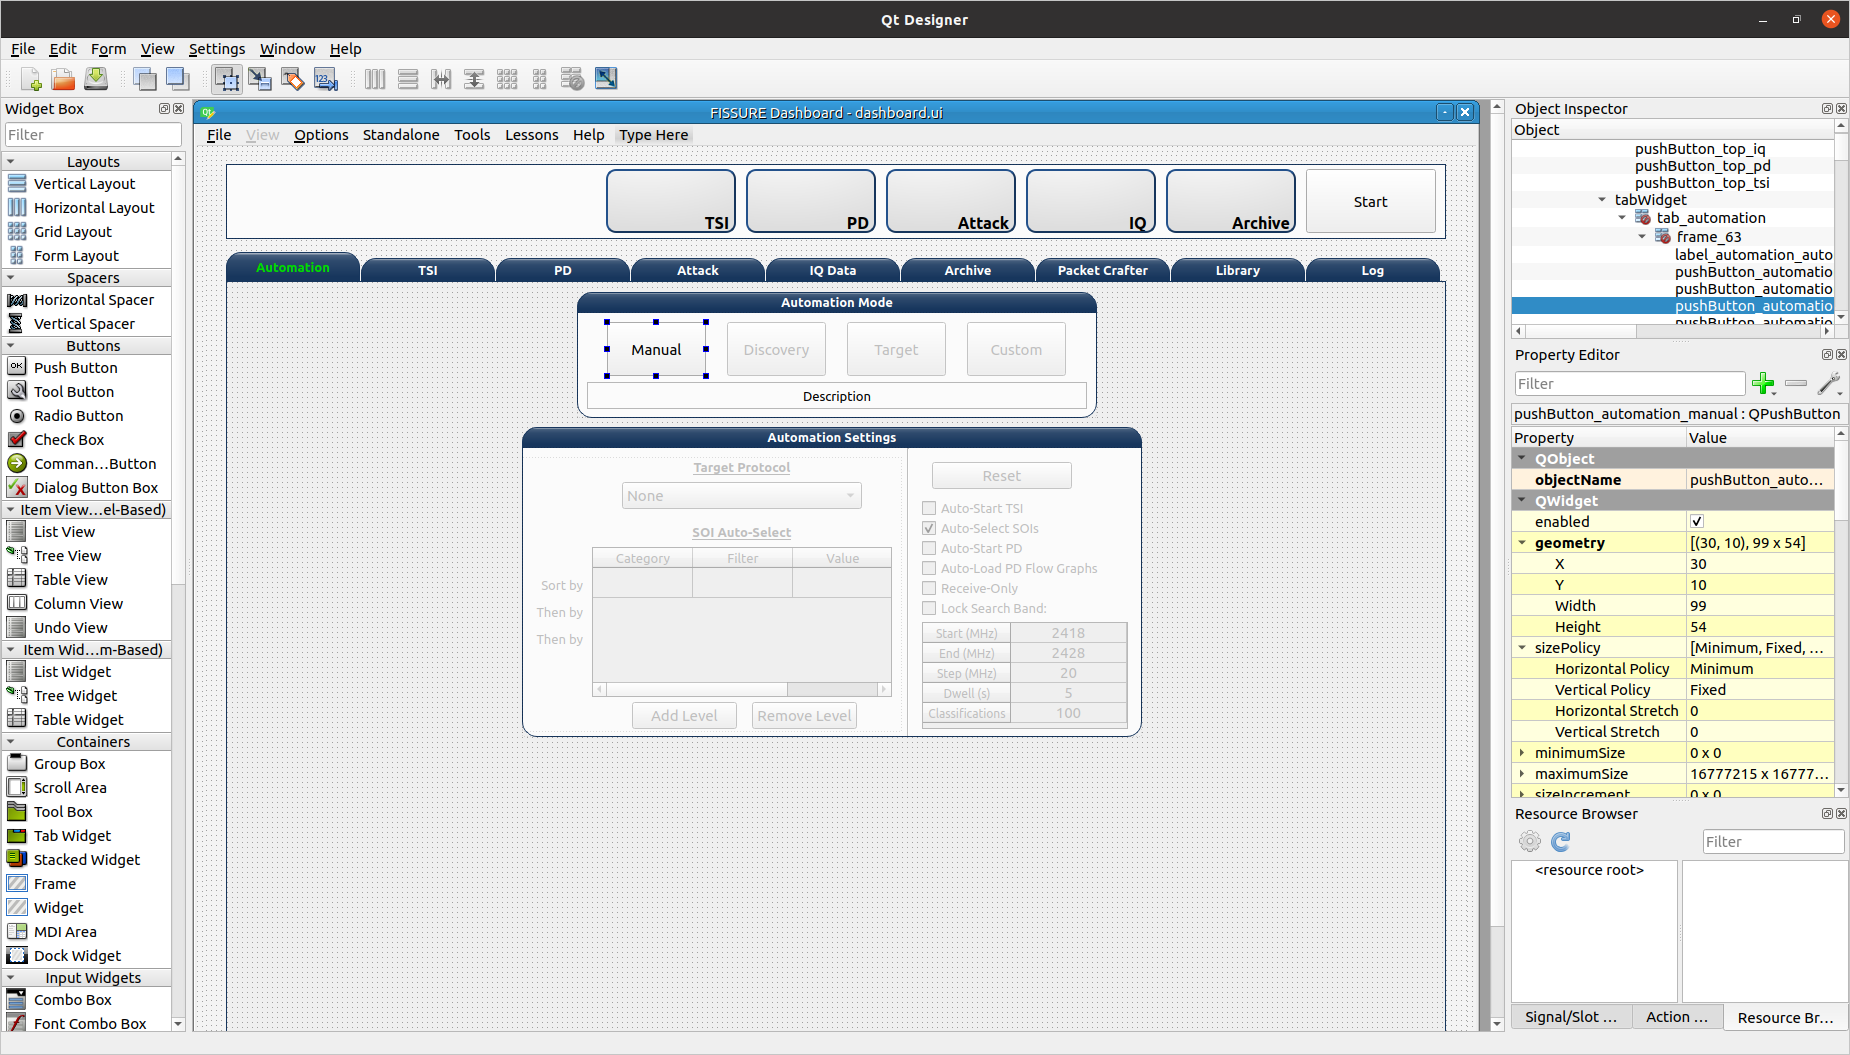 Qt Designer
File Edit Form View Settings Window Help
Widget Box
Filter
Layouts
Vertical Layout
Horizontal Layout
Grid Layout
Form Layout
Spacers
Horizontal Spacer
Vertical Spacer
Buttons
Push Button
Tool Button
Radio Button
Check Box
Comman...Button
Dialog Button Box
Item View...el-Based)
List View
Tree View
Table View
Column View
Undo View
Item Wid...m-Based)
List Widget
Tree Widget
Table Widget
Containers
Group Box
Scroll Area
Tool Box
Tab Widget
Stacked Widget
Frame
Widget
MDI Area
Dock Widget
Input Widgets
Combo Box
Font Combo Box
FISSURE Dashboard - dashboard.ui
File View Options Standalone Tools Lessons Help Type Here
TSI PD Attack IQ Archive Start
Automation TSI PD Attack IQ Data Archive Packet Crafter Library Log
Automation Mode
Manual Discovery Target Custom
Description
Automation Settings
Target Protocol
None
SOI Auto-Select
Category Filter Value
Sort by
Then by
Then by
Add Level Remove Level
Reset
Auto-Start TSI
Auto-Select SOIs
Auto-Start PD
Auto-Load PD Flow Graphs
Receive-Only
Lock Search Band:
Start (MHz) 2418
End (MHz) 2428
Step (MHz) 20
Dwell (s) 5
Classifications 100
Object Inspector
Object
pushButton_top_iq
pushButton_top_pd
pushButton_top_tsi
tabWidget
tab_automation
frame_63
label_automation_auto
pushButton_automatio
pushButton_automatio
pushButton_automatio
pushButton_automatio
Property Editor
Filter
pushButton_automation_manual : QPushButton
Property Value
QObject
objectName pushButton_auto...
QWidget
enabled
geometry [(30, 10), 99 x 54]
X 30
Y 10
Width 99
Height 54
sizePolicy [Minimum, Fixed, ...
Horizontal Policy Minimum
Vertical Policy Fixed
Horizontal Stretch 0
Vertical Stretch 0
minimumSize 0 x 0
maximumSize 16777215 x 16777...
sizeIncrement 0 x 0
Resource Browser
Filter
<resource root>
Signal/Slot ... Action ... Resource Br...